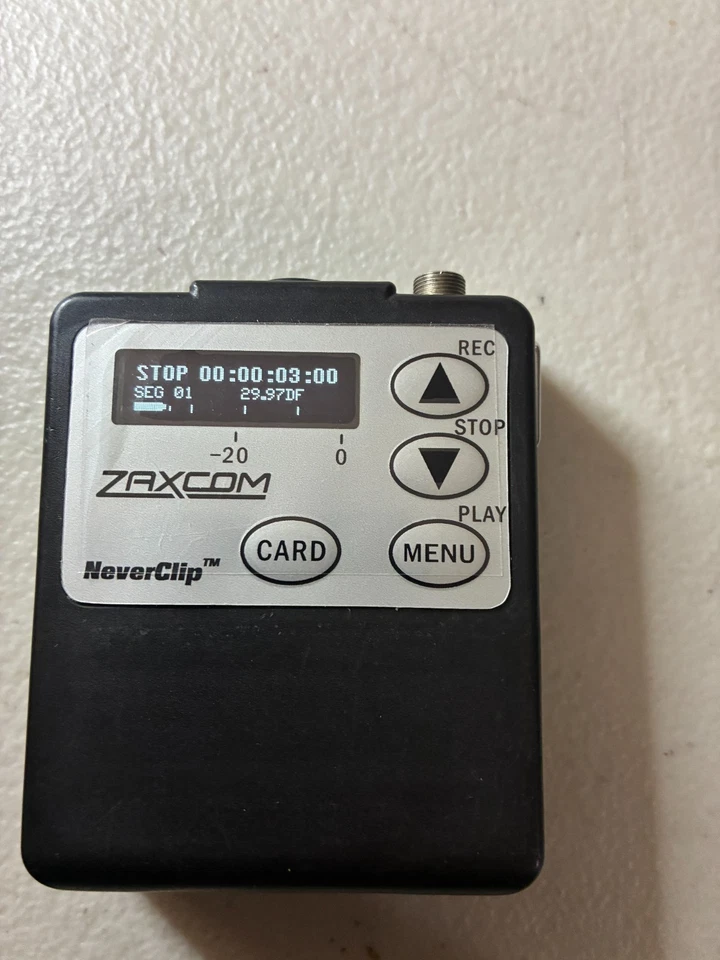 REC
STOP 00:00:03:00
SEG 01 29.97DF
STOP
-20 0
ZAXCOM
PLAY
CARD
MENU
NeverClip™